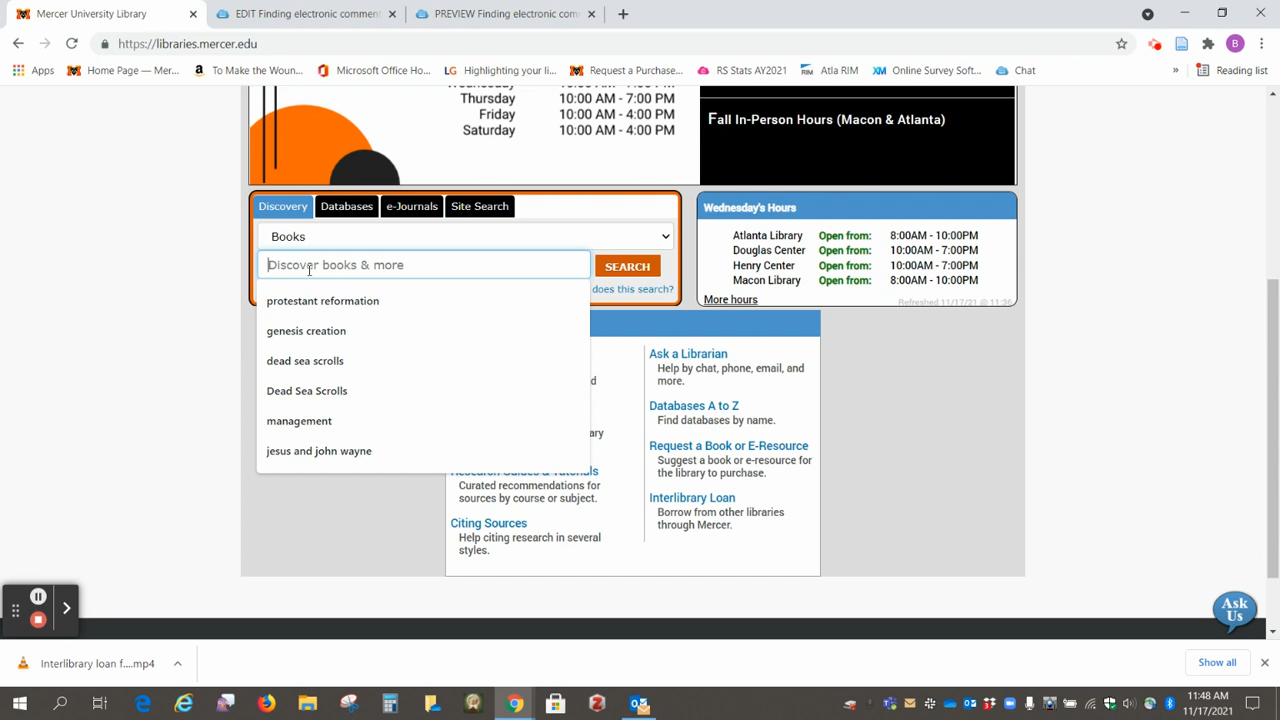 Mercer University Library
EDIT Finding electronic comment
PREVIEW Finding electronic com
https://libraries.mercer.edu
B
Apps
Home Page — Mer...
To Make the Woun...
Microsoft Office Ho...
Highlighting your li...
Request a Purchase...
RS Stats AY2021
Atla RIM
Online Survey Soft...
Chat
»
Reading list
Thursday 10:00 AM - 7:00 PM
Friday 10:00 AM - 4:00 PM
Saturday 10:00 AM - 4:00 PM
Fall In-Person Hours (Macon & Atlanta)
Discovery Databases e-Journals Site Search
Books
Discover books & more
SEARCH
does this search?
protestant reformation
genesis creation
dead sea scrolls
Dead Sea Scrolls
management
jesus and john wayne
Wednesday's Hours
Atlanta Library Open from: 8:00AM - 10:00PM
Douglas Center Open from: 10:00AM - 7:00PM
Henry Center Open from: 10:00AM - 7:00PM
Macon Library Open from: 8:00AM - 10:00PM
More hours
Refreshed 11/17/21 @ 11:36
Research Guides & Tutorials
Curated recommendations for
sources by course or subject.
Citing Sources
Help citing research in several
styles.
Ask a Librarian
Help by chat, phone, email, and
more.
Databases A to Z
Find databases by name.
Request a Book or E-Resource
Suggest a book or e-resource for
the library to purchase.
Interlibrary Loan
Borrow from other libraries
through Mercer.
Ask
Us
Interlibrary loan f....mp4
Show all
11:48 AM
11/17/2021